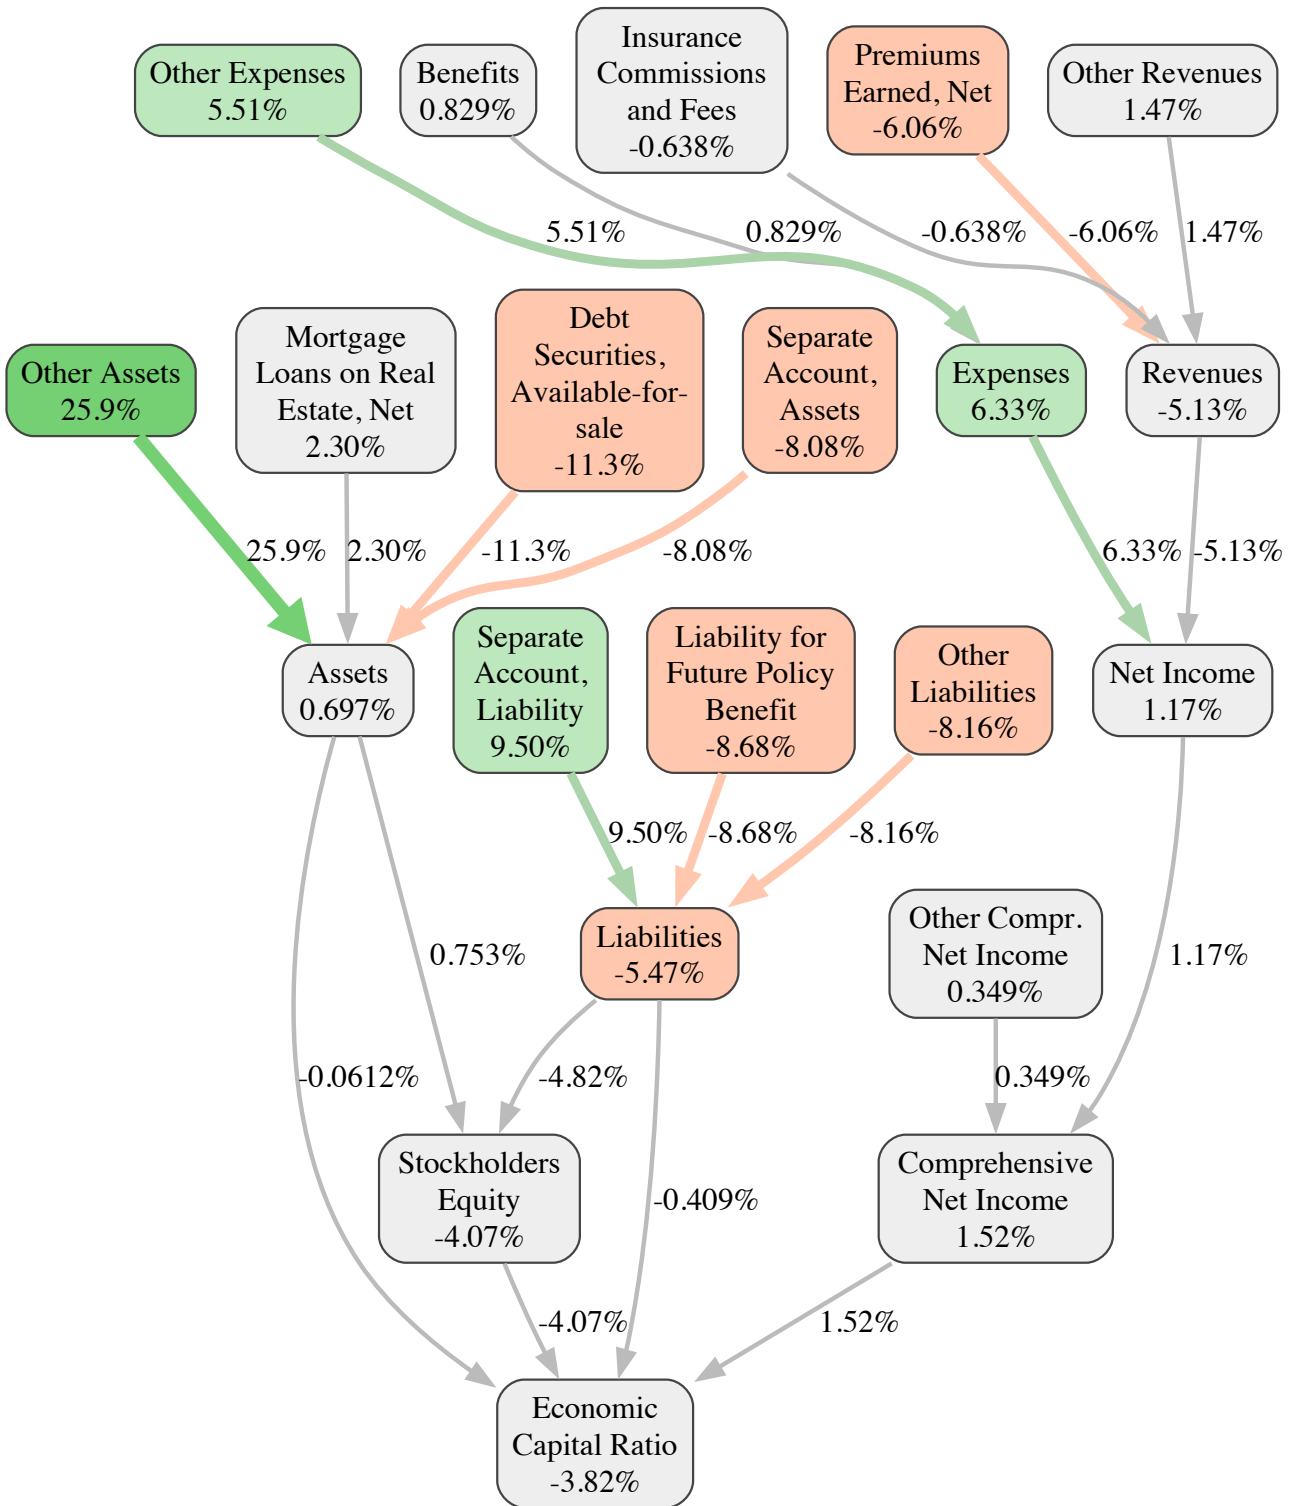 Other Expenses
5.51%
Benefits
0.829%
Insurance
Commissions
and Fees
-0.638%
Premiums
Earned, Net
-6.06%
Other Revenues
1.47%
5.51%
0.829%
-0.638%
-6.06%
1.47%
Other Assets
25.9%
Mortgage
Loans on Real
Estate, Net
2.30%
Debt
Securities,
Available-for-
sale
-11.3%
Separate
Account,
Assets
-8.08%
Expenses
6.33%
Revenues
-5.13%
25.9%
2.30%
-11.3%
-8.08%
6.33%
-5.13%
Assets
0.697%
Separate
Account,
Liability
9.50%
Liability for
Future Policy
Benefit
-8.68%
Other
Liabilities
-8.16%
Net Income
1.17%
9.50%
-8.68%
-8.16%
0.753%
Liabilities
-5.47%
Other Compr.
Net Income
0.349%
1.17%
-0.0612%
-4.82%
0.349%
Stockholders
Equity
-4.07%
-0.409%
Comprehensive
Net Income
1.52%
-4.07%
1.52%
Economic
Capital Ratio
-3.82%